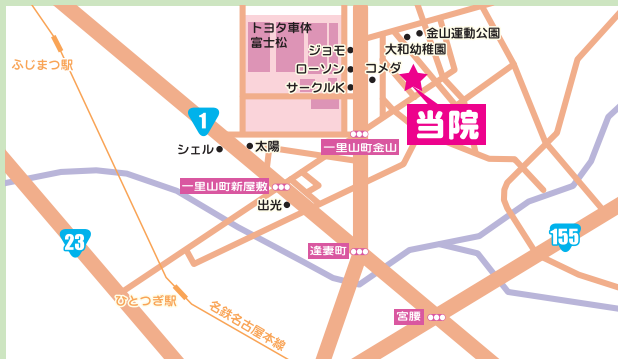 トヨタ車体
富士松
金山運動公園
大和幼稚園
ジョモ
ローソン
コメダ
サークルK
ふじまつ駅
当院
1
一里山町金山
シェル
太陽
一里山町新屋敷
出光
23
155
達妻町
ひとつぎ駅
名鉄名古屋本線
宮腰